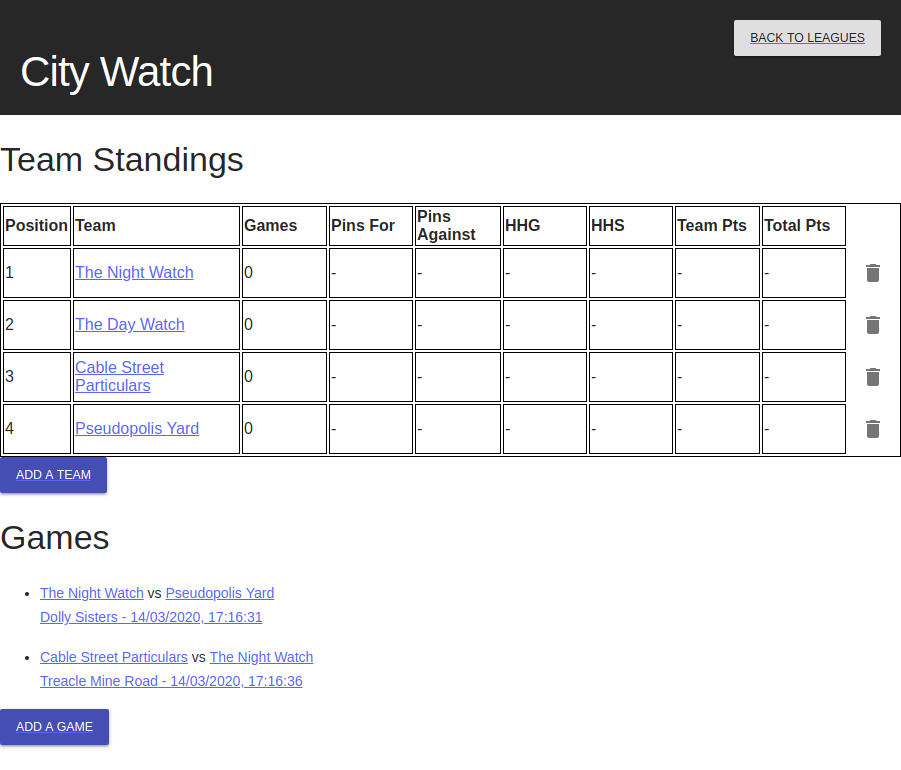 BACK TO LEAGUES
City Watch
Team Standings
Position Team Games Pins For Pins Against HHG HHS Team Pts Total Pts
1 The Night Watch 0 - - - - - -
2 The Day Watch 0 - - - - - -
3 Cable Street Particulars 0 - - - - - -
4 Pseudopolis Yard 0 - - - - - -
ADD A TEAM
Games
• The Night Watch vs Pseudopolis Yard
Dolly Sisters - 14/03/2020, 17:16:31
• Cable Street Particulars vs The Night Watch
Treacle Mine Road - 14/03/2020, 17:16:36
ADD A GAME